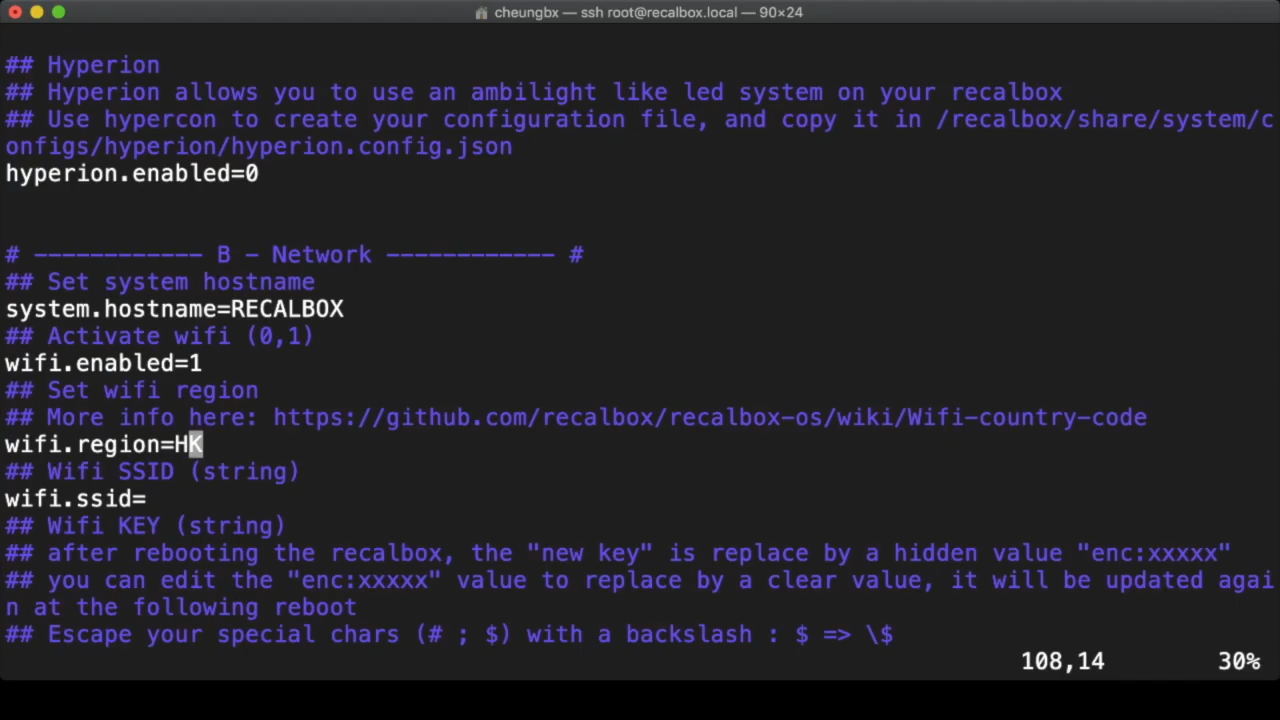 cheungbx — ssh root@recalbox.local — 90×24
## Hyperion
## Hyperion allows you to use an ambilight like led system on your recalbox
## Use hypercon to create your configuration file, and copy it in /recalbox/share/system/c
onfigs/hyperion/hyperion.config.json
hyperion.enabled=0
# ------------ B - Network ------------ #
## Set system hostname
system.hostname=RECALBOX
## Activate wifi (0,1)
wifi.enabled=1
## Set wifi region
## More info here: https://github.com/recalbox/recalbox-os/wiki/Wifi-country-code
wifi.region=HK
## Wifi SSID (string)
wifi.ssid=
## Wifi KEY (string)
## after rebooting the recalbox, the "new key" is replace by a hidden value "enc:xxxxx"
## you can edit the "enc:xxxxx" value to replace by a clear value, it will be updated agai
n at the following reboot
## Escape your special chars (# ; $) with a backslash : $ => \$
108,14 30%